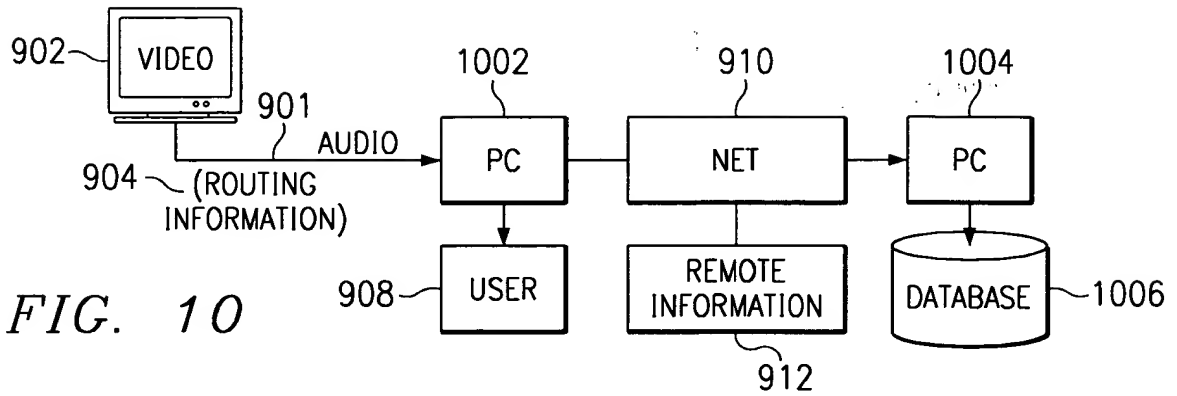 902
VIDEO
901
AUDIO
904
(ROUTING
INFORMATION)
1002
PC
910
NET
1004
PC
908
USER
REMOTE
INFORMATION
912
DATABASE
1006
FIG. 10